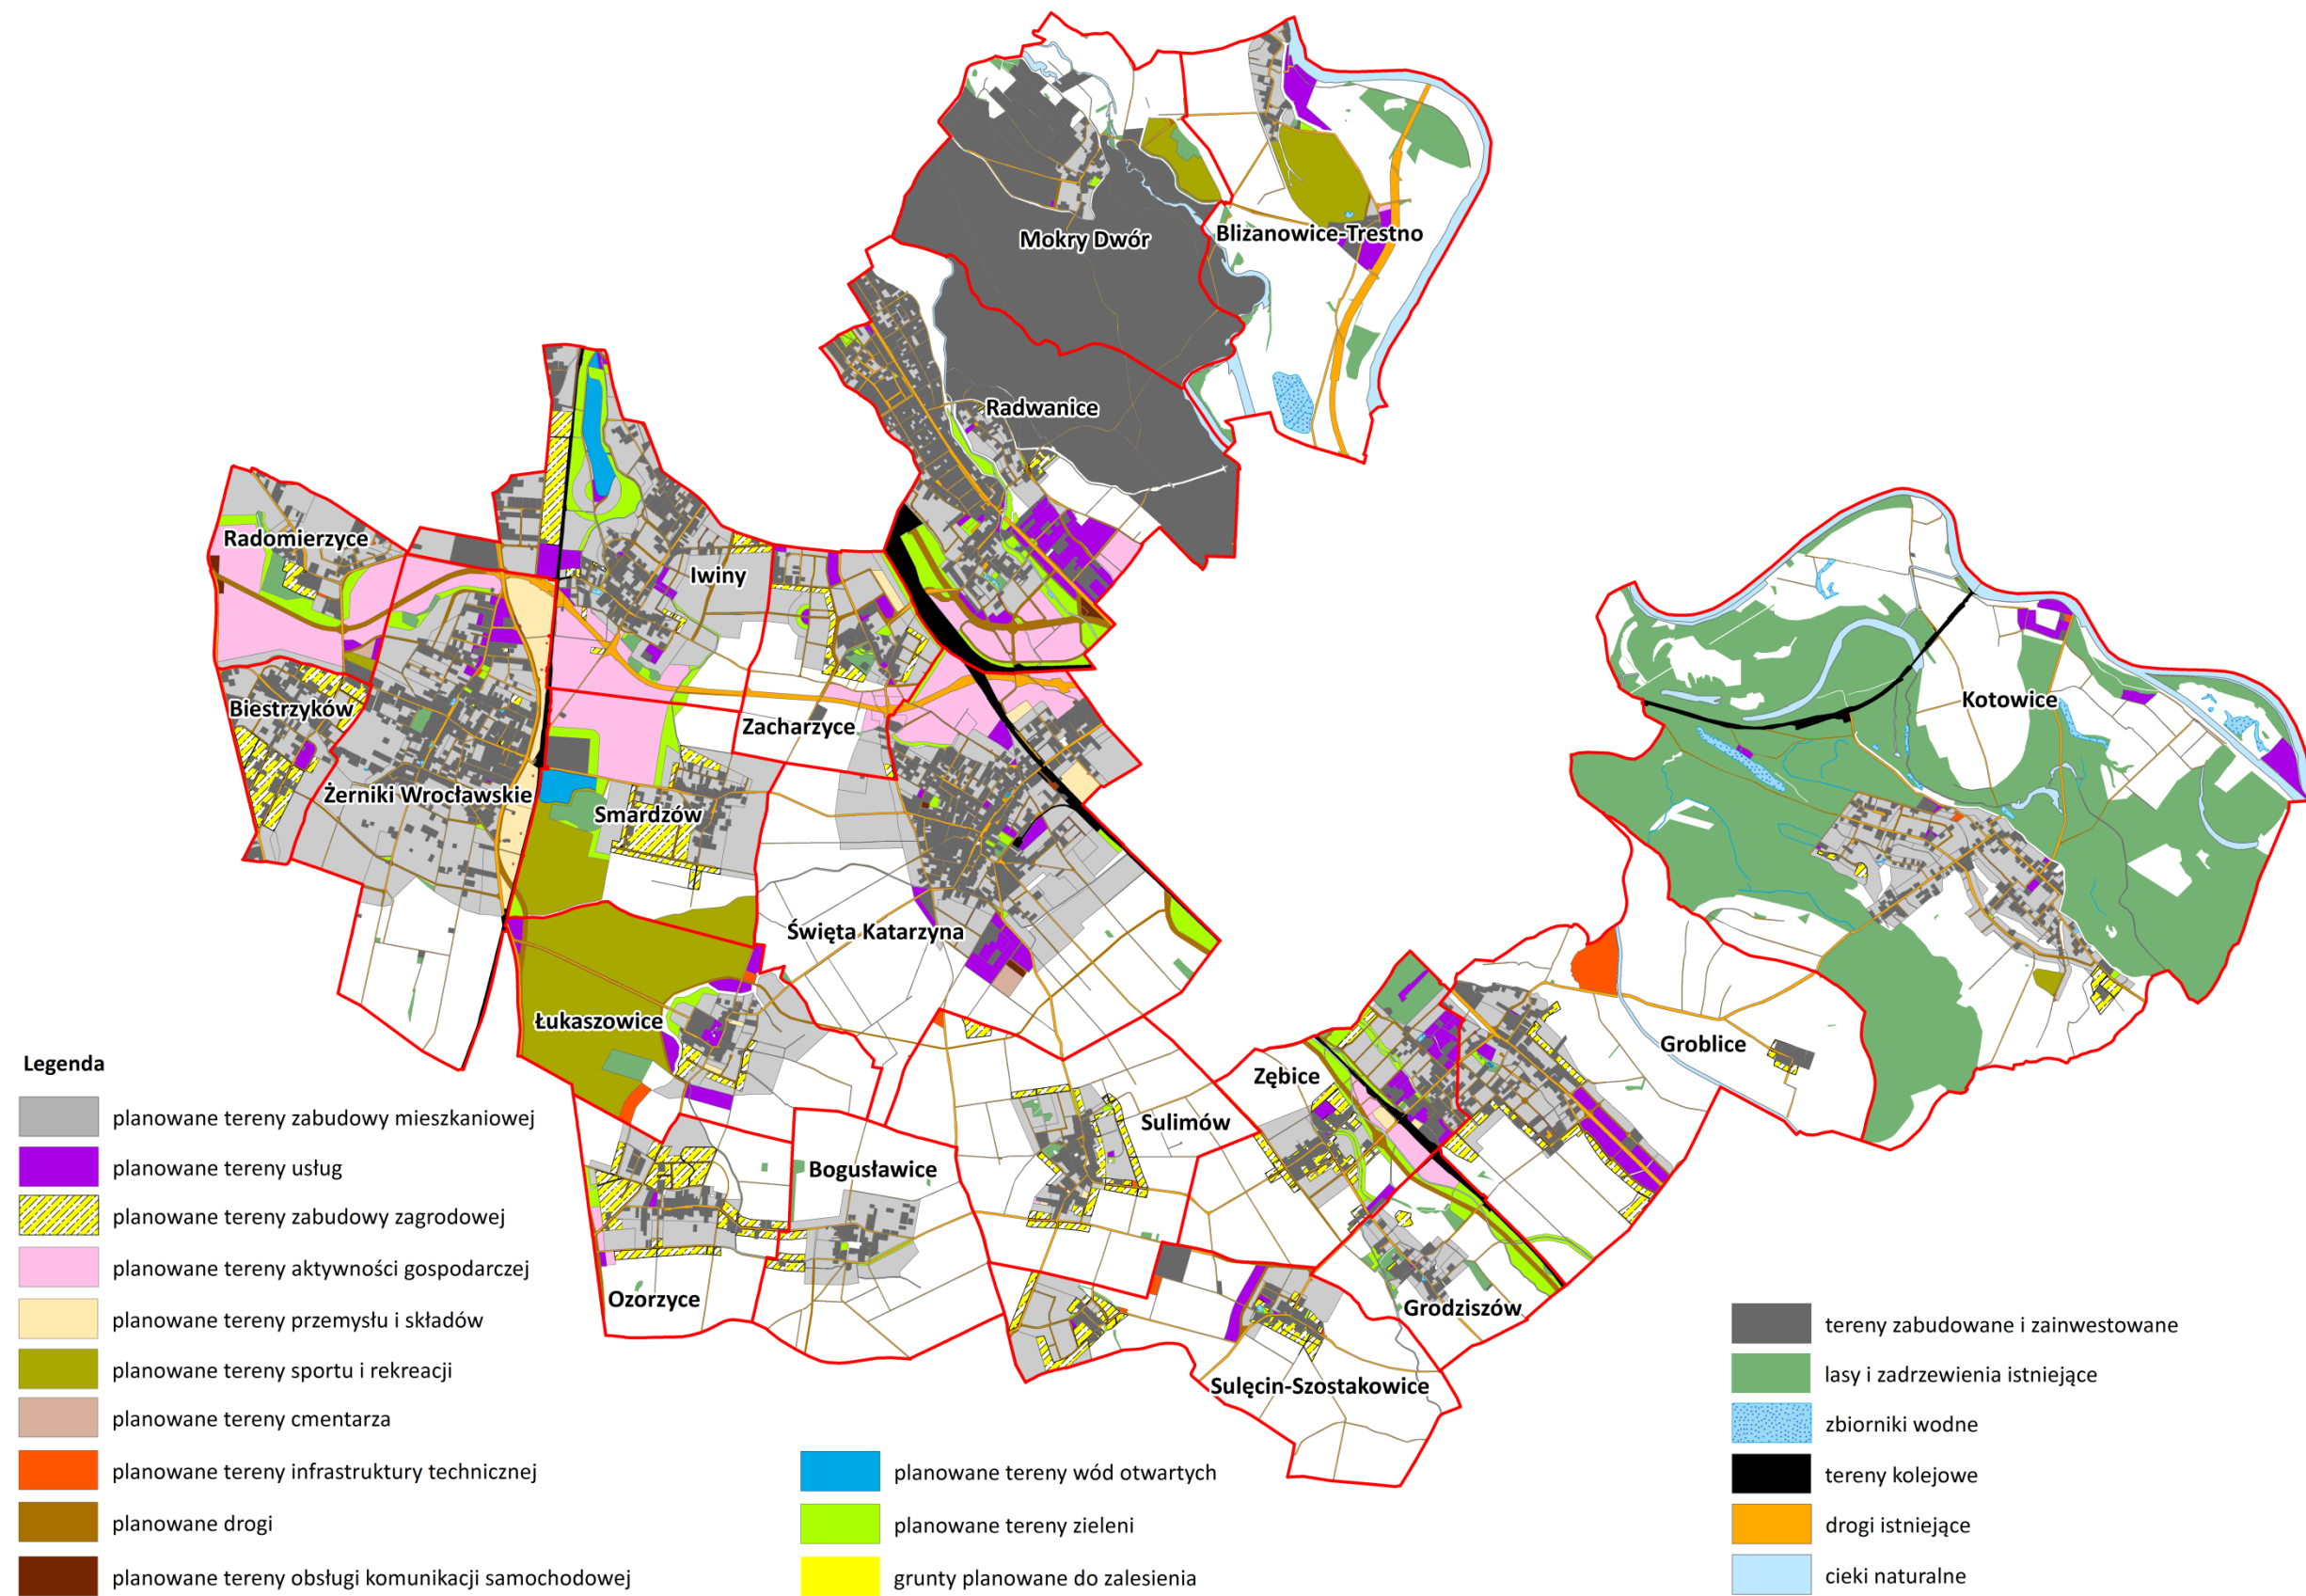 Mokry Dwór
Blizanowice-Trestno
Radwanice
Radomierzyce
Iwiny
Biestrzyków
Zacharzyce
Kotowice
Żerniki Wrocławskie
Smardzów
Święta Katarzyna
Łukaszowice
Groblice
Zębice
Sulimów
Bogusławice
Ozorzyce
Grodziszów
Sulęcin-Szostakowice
Legenda
planowane tereny zabudowy mieszkaniowej
planowane tereny usług
planowane tereny zabudowy zagrodowej
planowane tereny aktywności gospodarczej
planowane tereny przemysłu i składów
planowane tereny sportu i rekreacji
planowane tereny cmentarza
planowane tereny infrastruktury technicznej
planowane drogi
planowane tereny obsługi komunikacji samochodowej
planowane tereny wód otwartych
planowane tereny zieleni
grunty planowane do zalesienia
tereny zabudowane i zainwestowane
lasy i zadrzewienia istniejące
zbiorniki wodne
tereny kolejowe
drogi istniejące
cieki naturalne